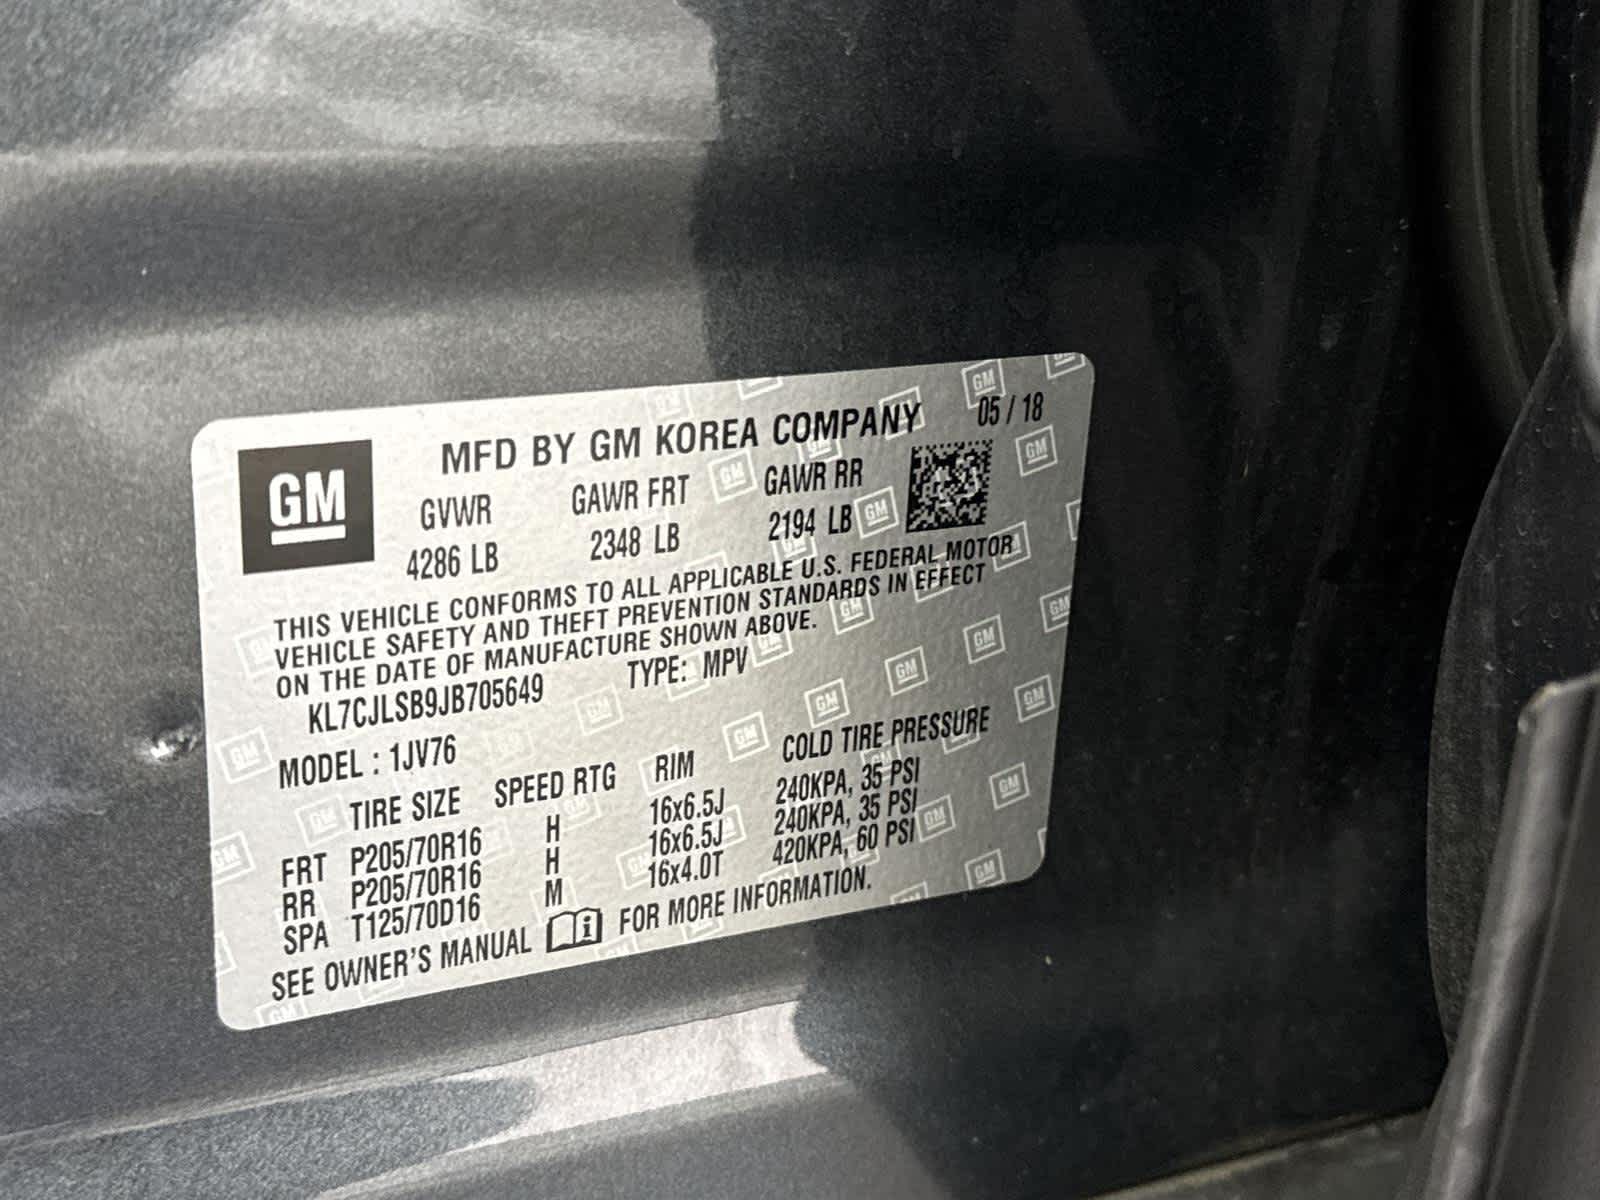 GM
MFD BY GM KOREA COMPANY 05 / 18
GVWR GAWR FRT GAWR RR
4286 LB 2348 LB 2194 LB
THIS VEHICLE CONFORMS TO ALL APPLICABLE U.S. FEDERAL MOTOR
VEHICLE SAFETY AND THEFT PREVENTION STANDARDS IN EFFECT
ON THE DATE OF MANUFACTURE SHOWN ABOVE.
KL7CJLSB9JB705649 TYPE: MPV
MODEL : 1JV76
TIRE SIZE SPEED RTG RIM COLD TIRE PRESSURE
FRT P205/70R16 H 16x6.5J 240KPA, 35 PSI
RR P205/70R16 H 16x6.5J 240KPA, 35 PSI
SPA T125/70D16 M 16x4.0T 420KPA, 60 PSI
SEE OWNER'S MANUAL i FOR MORE INFORMATION.